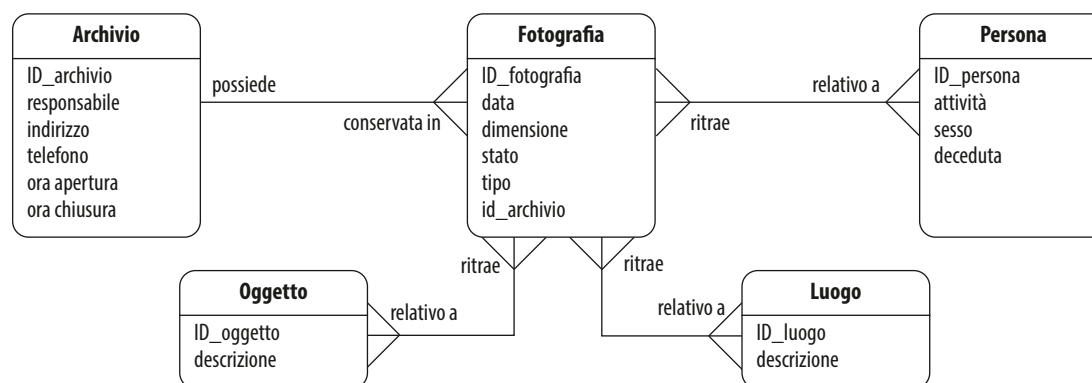 Archivio
ID_archivio
responsabile
indirizzo
telefono
ora apertura
ora chiusura
possiede
conservata in
Fotografia
ID_fotografia
data
dimensione
stato
tipo
id_archivio
relativo a
ritrae
Persona
ID_persona
attività
sesso
deceduta
ritrae
ritrae
Oggetto
ID_oggetto
descrizione
relativo a
relativo a
Luogo
ID_luogo
descrizione